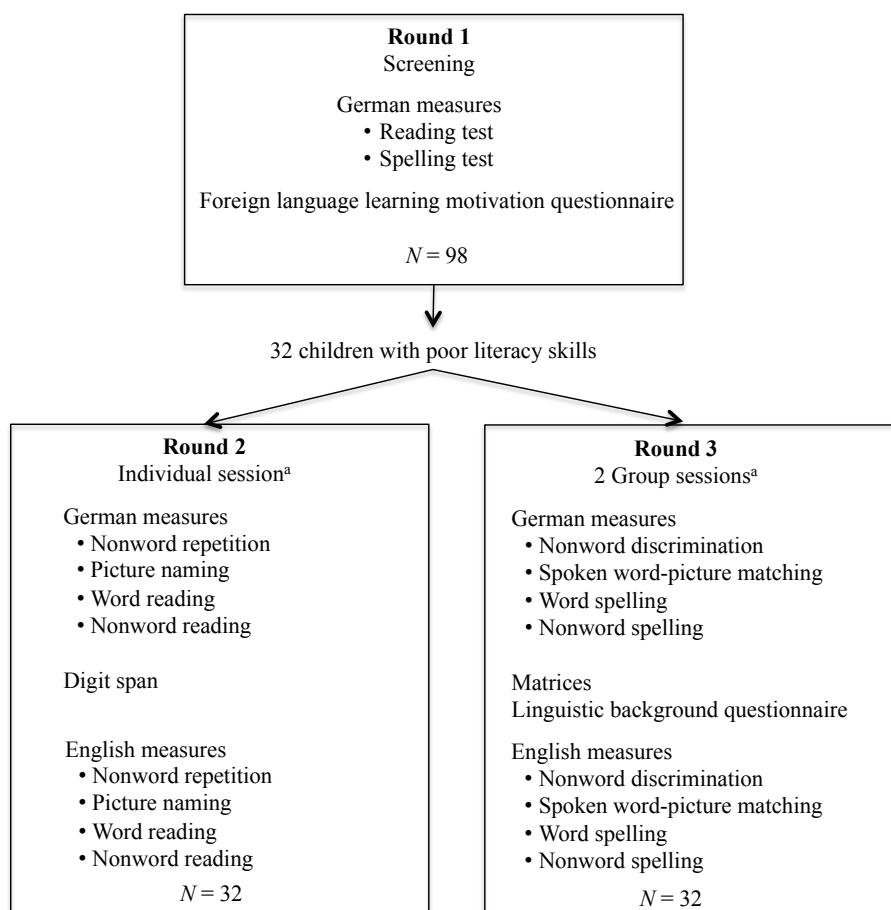 Round 1
Screening
German measures
• Reading test
• Spelling test
Foreign language learning motivation questionnaire
N = 98
32 children with poor literacy skills
Round 2
Individual sessionᵃ
German measures
• Nonword repetition
• Picture naming
• Word reading
• Nonword reading
Digit span
English measures
• Nonword repetition
• Picture naming
• Word reading
• Nonword reading
N = 32
Round 3
2 Group sessionsᵃ
German measures
• Nonword discrimination
• Spoken word-picture matching
• Word spelling
• Nonword spelling
Matrices
Linguistic background questionnaire
English measures
• Nonword discrimination
• Spoken word-picture matching
• Word spelling
• Nonword spelling
N = 32